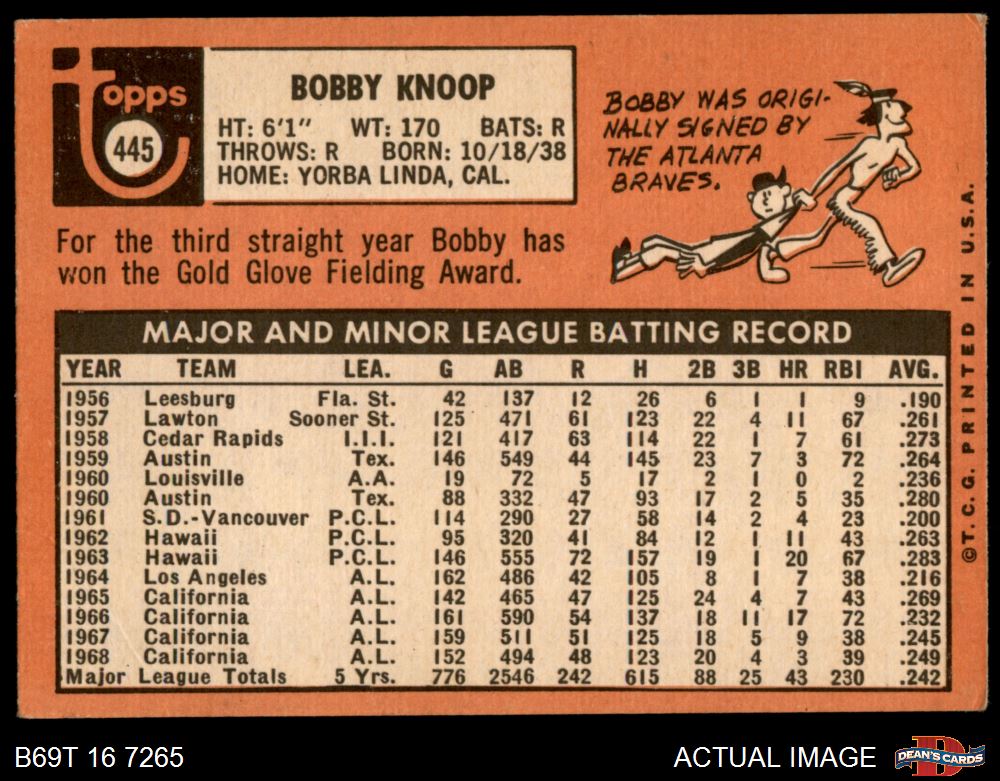 topps
445
BOBBY KNOOP
HT: 6'1" WT: 170 BATS: R
THROWS: R BORN: 10/18/38
HOME: YORBA LINDA, CAL.
BOBBY WAS ORIGI-
NALLY SIGNED BY
THE ATLANTA
BRAVES.
For the third straight year Bobby has
won the Gold Glove Fielding Award.
MAJOR AND MINOR LEAGUE BATTING RECORD
YEAR TEAM LEA. G AB R H 2B 3B HR RBI AVG.
1956 Leesburg Fla. St. 42 137 12 26 6 1 1 9 .190
1957 Lawton Sooner St. 125 471 61 123 22 4 11 67 .261
1958 Cedar Rapids I.I.I. 121 417 63 114 22 1 7 61 .273
1959 Austin Tex. 146 549 44 145 23 7 3 72 .264
1960 Louisville A.A. 19 72 5 17 2 1 0 2 .236
1960 Austin Tex. 88 332 47 93 17 2 5 35 .280
1961 S.D.-Vancouver P.C.L. 114 290 27 58 14 2 4 23 .200
1962 Hawaii P.C.L. 95 320 41 84 12 1 11 43 .263
1963 Hawaii P.C.L. 146 555 72 157 19 1 20 67 .283
1964 Los Angeles A.L. 162 486 42 105 8 1 7 38 .216
1965 California A.L. 142 465 47 125 24 4 7 43 .269
1966 California A.L. 161 590 54 137 18 11 17 72 .232
1967 California A.L. 159 511 51 125 18 5 9 38 .245
1968 California A.L. 152 494 48 123 20 4 3 39 .249
Major League Totals 5 Yrs. 776 2546 242 615 88 25 43 230 .242
©T.C.G. PRINTED IN U.S.A.
B69T 16 7265
ACTUAL IMAGE
D
DEAN'S CARDS